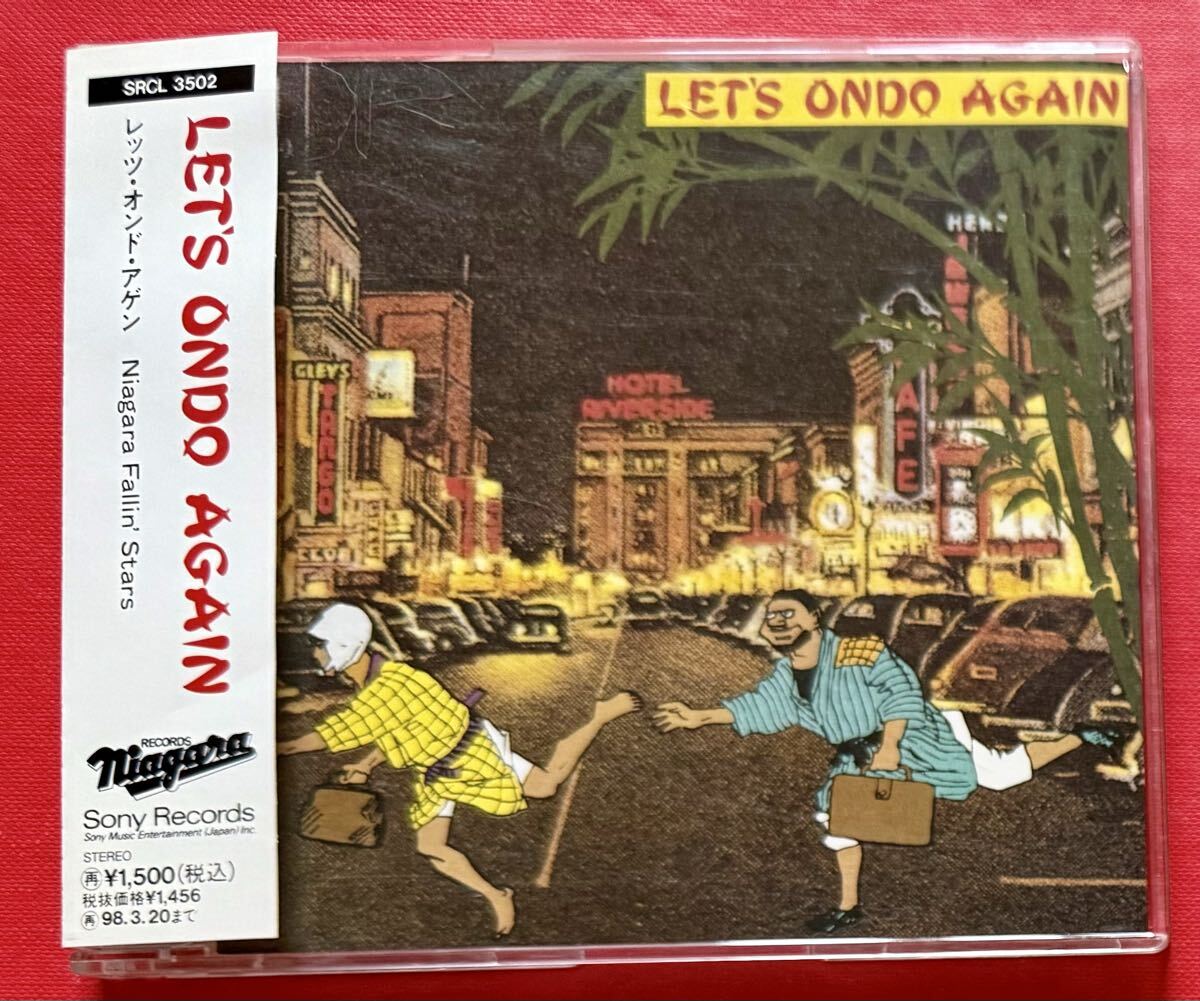 SRCL 3502
LET'S ONDO AGAIN
レッツ・オンド・アゲン Niagara Fallin' Stars
RECORDS
Niagara
Sony Records
Sony Music Entertainment (Japan) Inc.
STEREO
再 ¥1,500(税込)
税抜価格¥1,456
再 98.3.20まで
LET'S ONDO AGAIN
HOTEL
RIVERSIDE
GLEY'S
TANGO
CLUB
CAFE